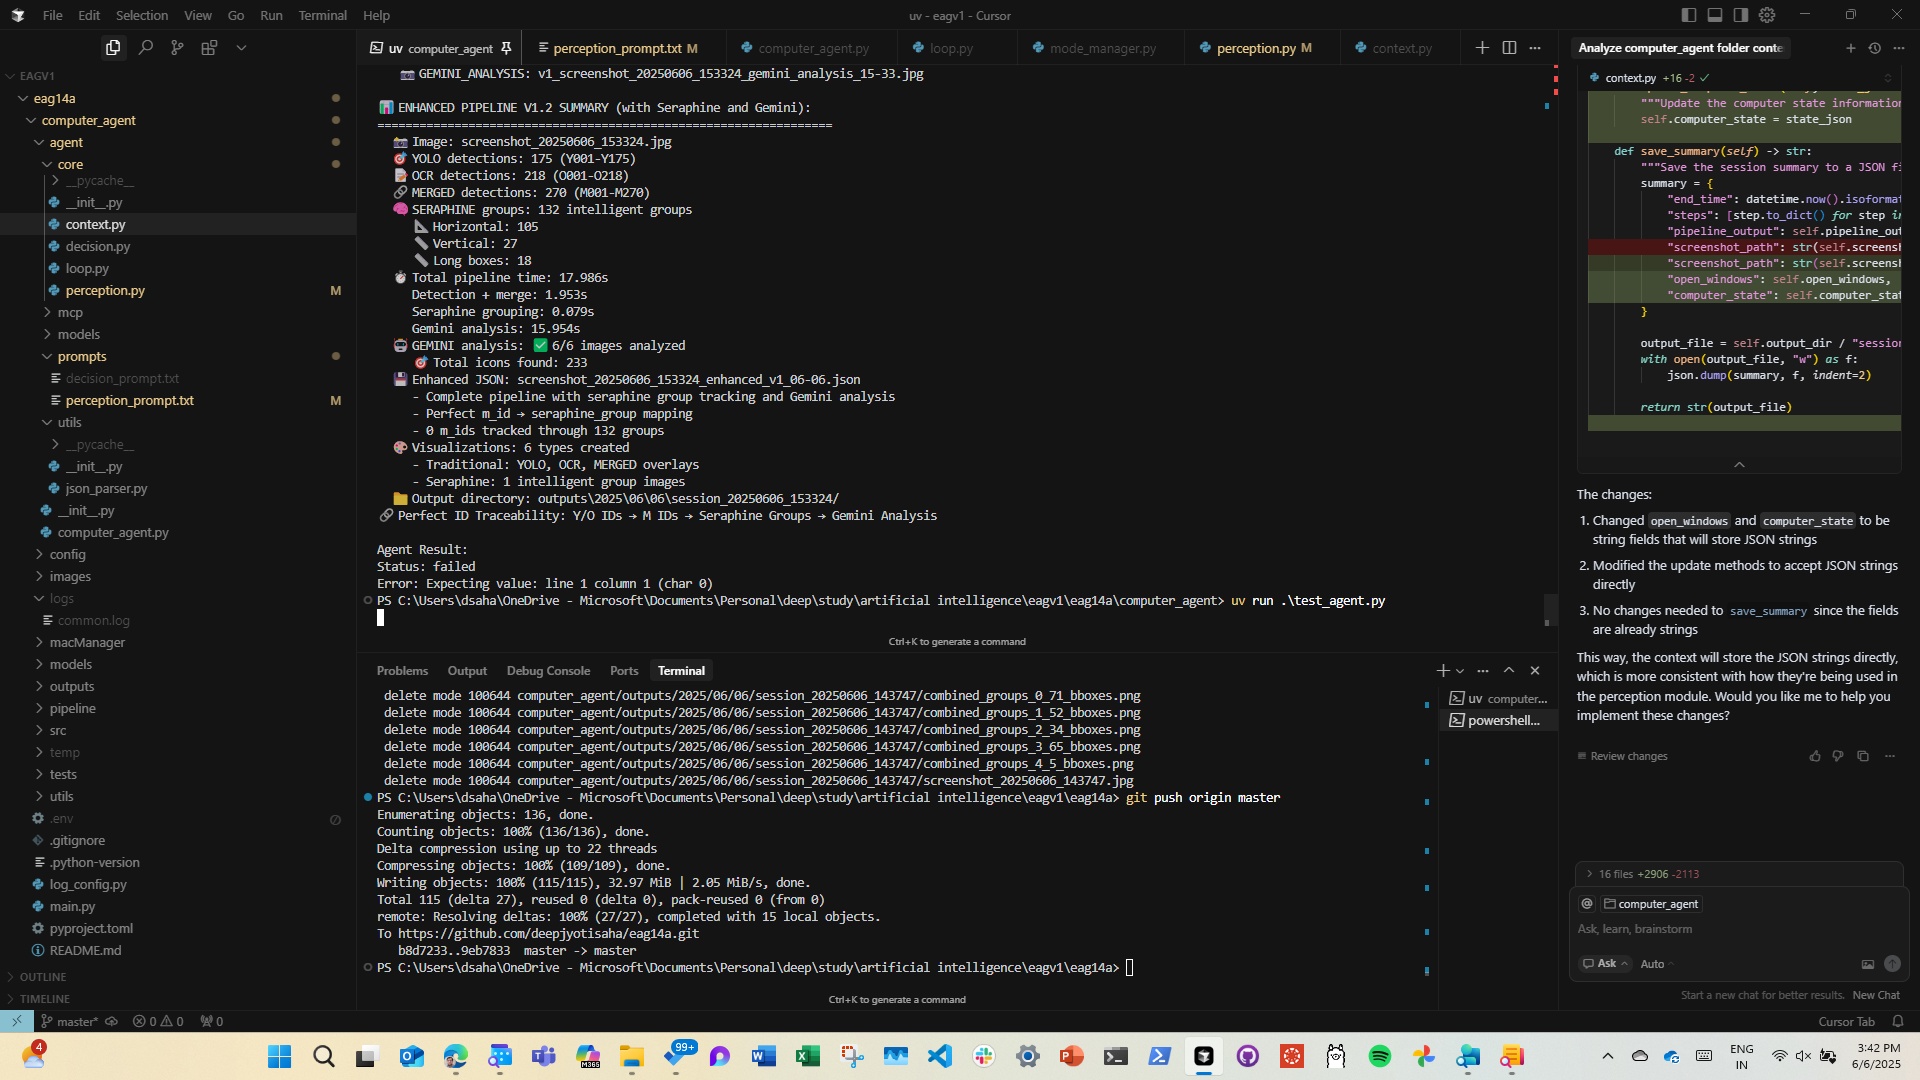 File Edit Selection View Go Run Terminal Help
uv - eagv1 - Cursor
EAGV1
eag14a
computer_agent
agent
core
__pycache__
__init__.py
context.py
decision.py
loop.py
perception.py M
mcp
models
prompts
decision_prompt.txt
perception_prompt.txt M
utils
__pycache__
__init__.py
json_parser.py
__init__.py
computer_agent.py
config
images
logs
common.log
macManager
models
outputs
pipeline
src
temp
tests
utils
.env
.gitignore
.python-version
log_config.py
main.py
pyproject.toml
README.md
OUTLINE
TIMELINE
uv computer_agent perception_prompt.txt M computer_agent.py loop.py mode_manager.py perception.py M context.py
GEMINI_ANALYSIS: v1_screenshot_20250606_153324_gemini_analysis_15-33.jpg
ENHANCED PIPELINE V1.2 SUMMARY (with Seraphine and Gemini):
======================================================================
Image: screenshot_20250606_153324.jpg
YOLO detections: 175 (Y001-Y175)
OCR detections: 218 (O001-O218)
MERGED detections: 270 (M001-M270)
SERAPHINE groups: 132 intelligent groups
Horizontal: 105
Vertical: 27
Long boxes: 18
Total pipeline time: 17.986s
Detection + merge: 1.953s
Seraphine grouping: 0.079s
Gemini analysis: 15.954s
GEMINI analysis: ✅ 6/6 images analyzed
Total icons found: 233
Enhanced JSON: screenshot_20250606_153324_enhanced_v1_06-06.json
- Complete pipeline with seraphine group tracking and Gemini analysis
- Perfect m_id → seraphine_group mapping
- 0 m_ids tracked through 132 groups
Visualizations: 6 types created
- Traditional: YOLO, OCR, MERGED overlays
- Seraphine: 1 intelligent group images
Output directory: outputs\2025\06\06\session_20250606_153324/
Perfect ID Traceability: Y/O IDs → M IDs → Seraphine Groups → Gemini Analysis
Agent Result:
Status: failed
Error: Expecting value: line 1 column 1 (char 0)
PS C:\Users\dsaha\OneDrive - Microsoft\Documents\Personal\deep\study\artificial intelligence\eagv1\eag14a\computer_agent> uv run .\test_agent.py
Ctrl+K to generate a command
Problems Output Debug Console Ports Terminal
delete mode 100644 computer_agent/outputs/2025/06/06/session_20250606_143747/combined_groups_0_71_bboxes.png
delete mode 100644 computer_agent/outputs/2025/06/06/session_20250606_143747/combined_groups_1_52_bboxes.png
delete mode 100644 computer_agent/outputs/2025/06/06/session_20250606_143747/combined_groups_2_34_bboxes.png
delete mode 100644 computer_agent/outputs/2025/06/06/session_20250606_143747/combined_groups_3_65_bboxes.png
delete mode 100644 computer_agent/outputs/2025/06/06/session_20250606_143747/combined_groups_4_5_bboxes.png
delete mode 100644 computer_agent/outputs/2025/06/06/session_20250606_143747/screenshot_20250606_143747.jpg
PS C:\Users\dsaha\OneDrive - Microsoft\Documents\Personal\deep\study\artificial intelligence\eagv1\eag14a> git push origin master
Enumerating objects: 136, done.
Counting objects: 100% (136/136), done.
Delta compression using up to 22 threads
Compressing objects: 100% (109/109), done.
Writing objects: 100% (115/115), 32.97 MiB | 2.05 MiB/s, done.
Total 115 (delta 27), reused 0 (delta 0), pack-reused 0 (from 0)
remote: Resolving deltas: 100% (27/27), completed with 15 local objects.
To https://github.com/deepjyotisaha/eag14a.git
b8d7233..9eb7833 master -> master
PS C:\Users\dsaha\OneDrive - Microsoft\Documents\Personal\deep\study\artificial intelligence\eagv1\eag14a>
Ctrl+K to generate a command
uv computer...
powershell...
Analyze computer_agent folder conte
context.py +16 -2
"""Update the computer state information
self.computer_state = state_json
def save_summary(self) -> str:
"""Save the session summary to a JSON fi
summary = {
"end_time": datetime.now().isoformat
"steps": [step.to_dict() for step in
"pipeline_output": self.pipeline_out
"screenshot_path": str(self.screensh
"screenshot_path": str(self.screensh
"open_windows": self.open_windows,
"computer_state": self.computer_stat
}
output_file = self.output_dir / "session
with open(output_file, "w") as f:
json.dump(summary, f, indent=2)
return str(output_file)
The changes:
1. Changed open_windows and computer_state to be
string fields that will store JSON strings
2. Modified the update methods to accept JSON strings
directly
3. No changes needed to save_summary since the fields
are already strings
This way, the context will store the JSON strings directly,
which is more consistent with how they're being used in
the perception module. Would you like me to help you
implement these changes?
Review changes
16 files +2906 -2113
@ computer_agent
Ask, learn, brainstorm
Ask Auto
Start a new chat for better results. New Chat
master* 0 0 0
Cursor Tab
4
99+
M365
ENG
IN
3:42 PM
6/6/2025